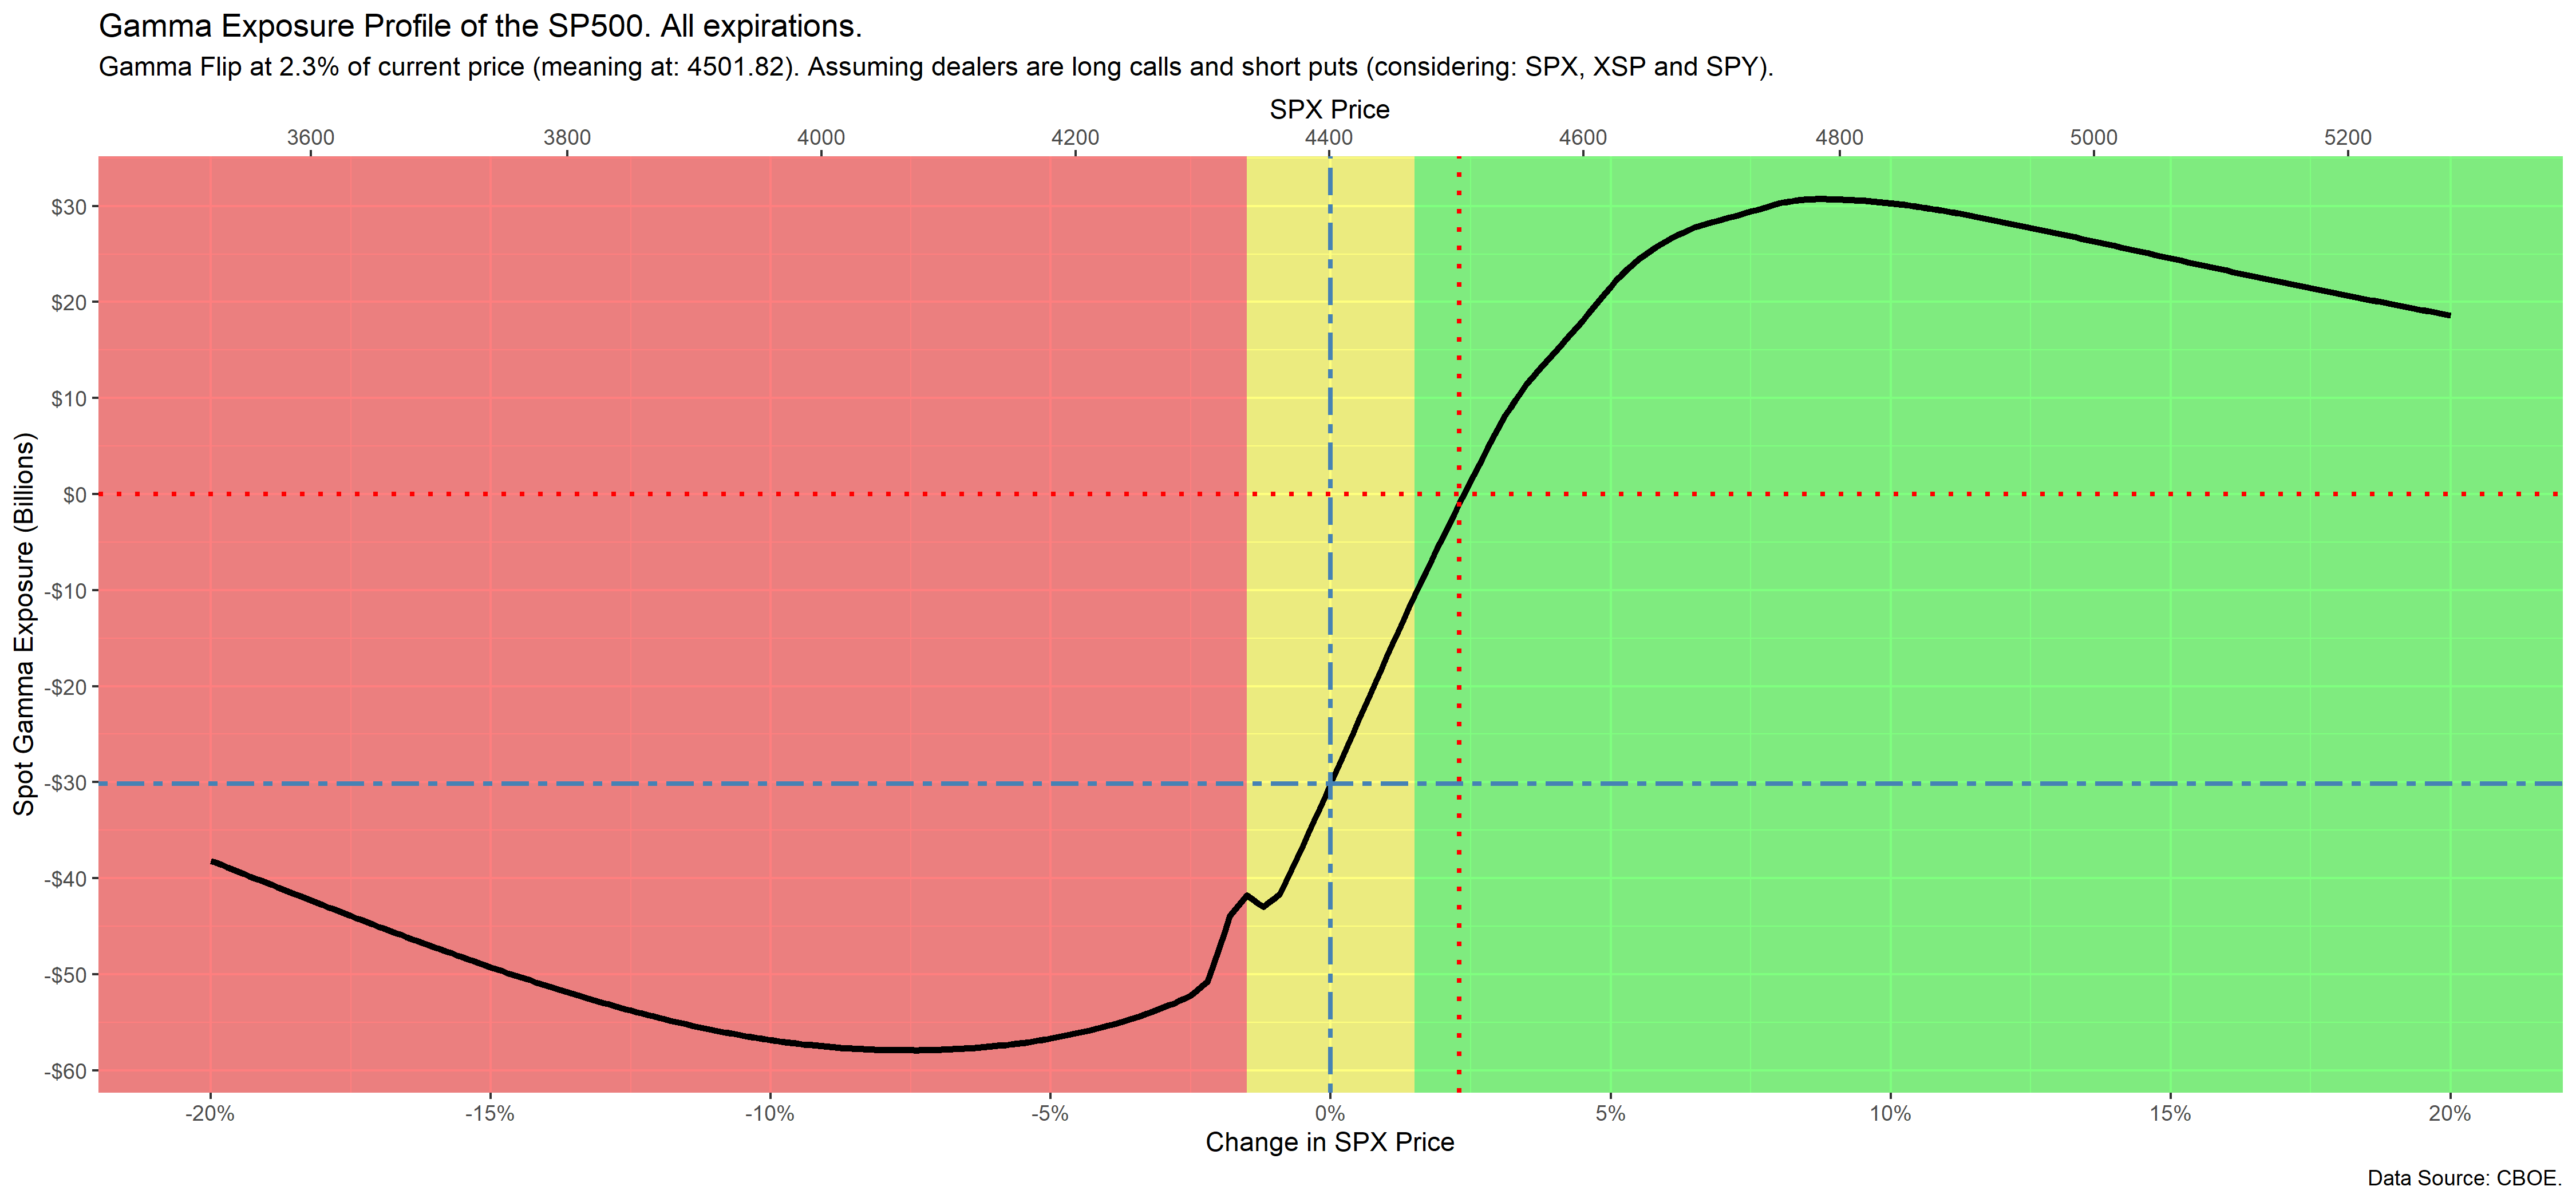 Gamma Exposure Profile of the SP500. All expirations.
Gamma Flip at 2.3% of current price (meaning at: 4501.82). Assuming dealers are long calls and short puts (considering: SPX, XSP and SPY).
SPX Price
3600 3800 4000 4200 4400 4600 4800 5000 5200
Spot Gamma Exposure (Billions)
$30
$20
$10
$0
-$10
-$20
-$30
-$40
-$50
-$60
-20% -15% -10% -5% 0% 5% 10% 15% 20%
Change in SPX Price
Data Source: CBOE.